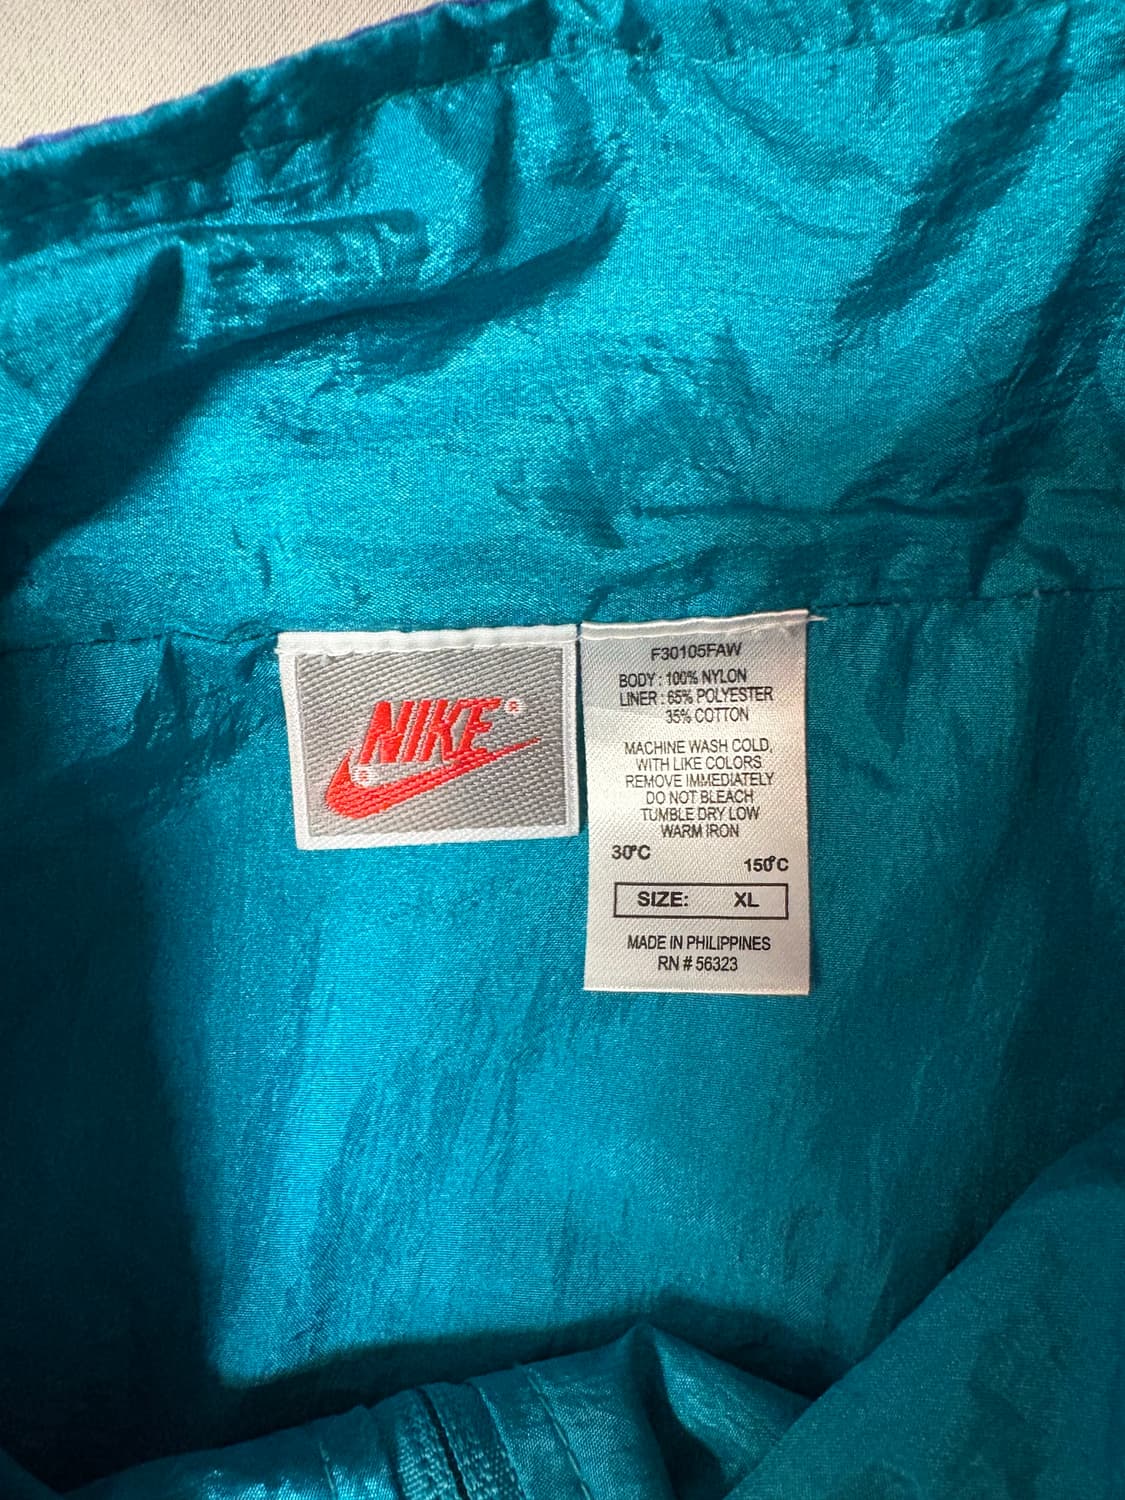 NIKE®
®
F30105FAW
BODY : 100% NYLON
LINER : 65% POLYESTER
35% COTTON
MACHINE WASH COLD,
WITH LIKE COLORS
REMOVE IMMEDIATELY
DO NOT BLEACH
TUMBLE DRY LOW
WARM IRON
30°C
150°C
SIZE: XL
MADE IN PHILIPPINES
RN # 56323